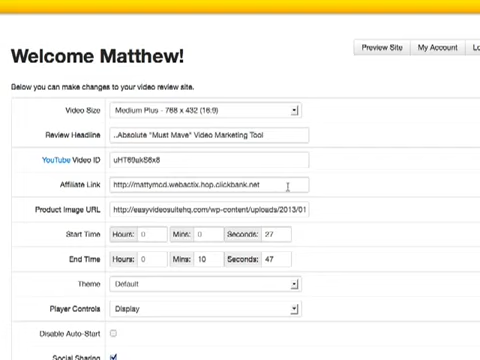 Preview Site My Account Lo
Welcome Matthew!
Below you can make changes to your video review site.
Video Size Medium Plus - 768 x 432 (16:9)
Review Headline ..Absolute "Must Have" Video Marketing Tool
YouTube Video ID
Affiliate Link http://mattymcd.webactix.hop.clickbank.net
Product Image URL http://easyvideosuitehq.com/wp-content/uploads/2013/01
Start Time Hours: 0 Mins: 0 Seconds: 27
End Time Hours: 0 Mins: 10 Seconds: 47
Theme Default
Player Controls Display
Disable Auto-Start
Social Sharing